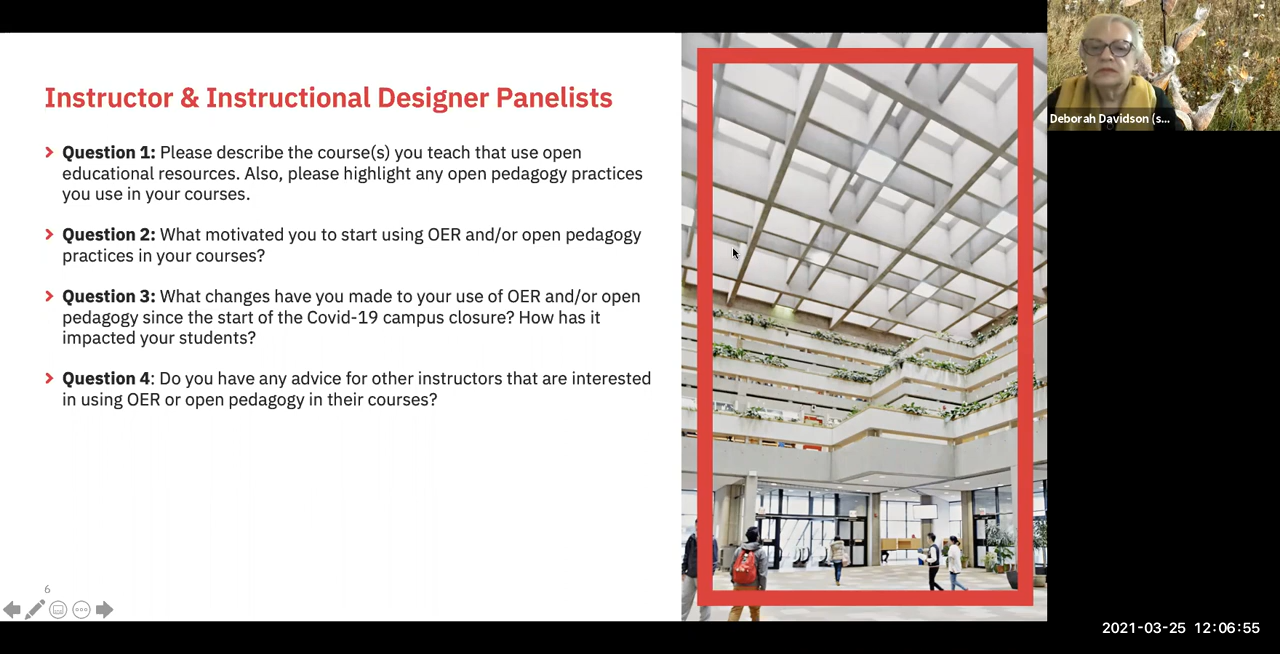 Instructor & Instructional Designer Panelists
Question 1: Please describe the course(s) you teach that use open
educational resources. Also, please highlight any open pedagogy practices
you use in your courses.
Question 2: What motivated you to start using OER and/or open pedagogy
practices in your courses?
Question 3: What changes have you made to your use of OER and/or open
pedagogy since the start of the Covid-19 campus closure? How has it
impacted your students?
Question 4: Do you have any advice for other instructors that are interested
in using OER or open pedagogy in their courses?
6
Deborah Davidson (s...
2021-03-25 12:06:55